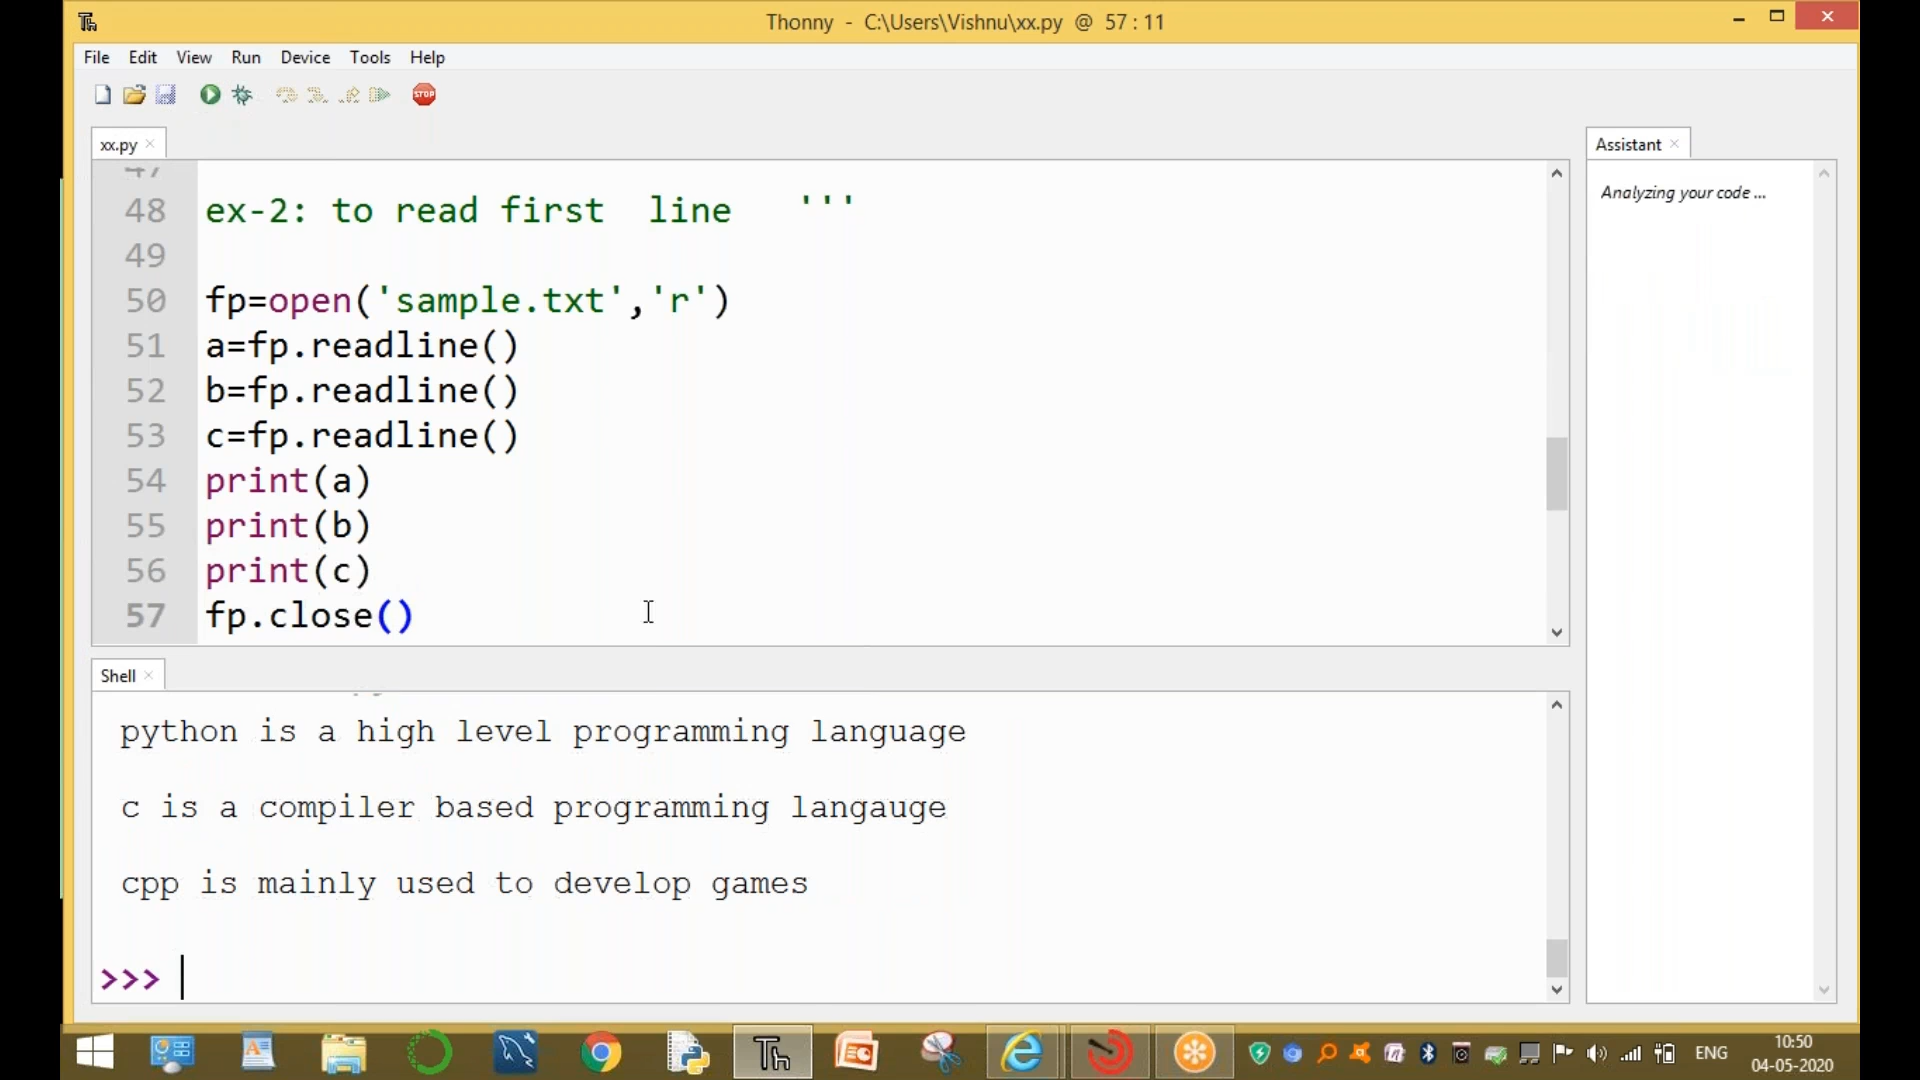 Th Thonny - C:\Users\Vishnu\xx.py @ 57 : 11
File Edit View Run Device Tools Help
STOP
xx.py
Assistant
Analyzing your code ...
47
48 ex-2: to read first  line   '''
49
50 fp=open('sample.txt','r')
51 a=fp.readline()
52 b=fp.readline()
53 c=fp.readline()
54 print(a)
55 print(b)
56 print(c)
57 fp.close()
Shell
python is a high level programming language
c is a compiler based programming langauge
cpp is mainly used to develop games
>>>
Th
ENG
10:50
04-05-2020